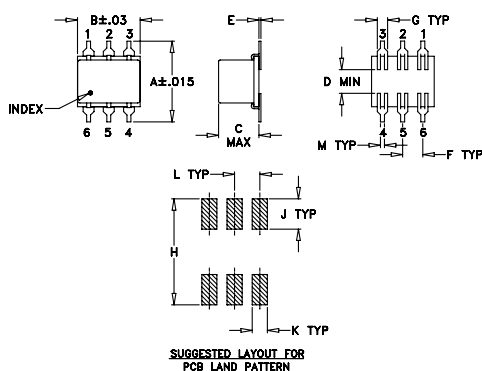 B±.03
E
G TYP
1 2 3
3 2 1
A±.015
D MIN
INDEX
C
MAX
6 5 4
4 5 6
M TYP
F TYP
L TYP
J TYP
H
K TYP
SUGGESTED LAYOUT FOR
PCB LAND PATTERN